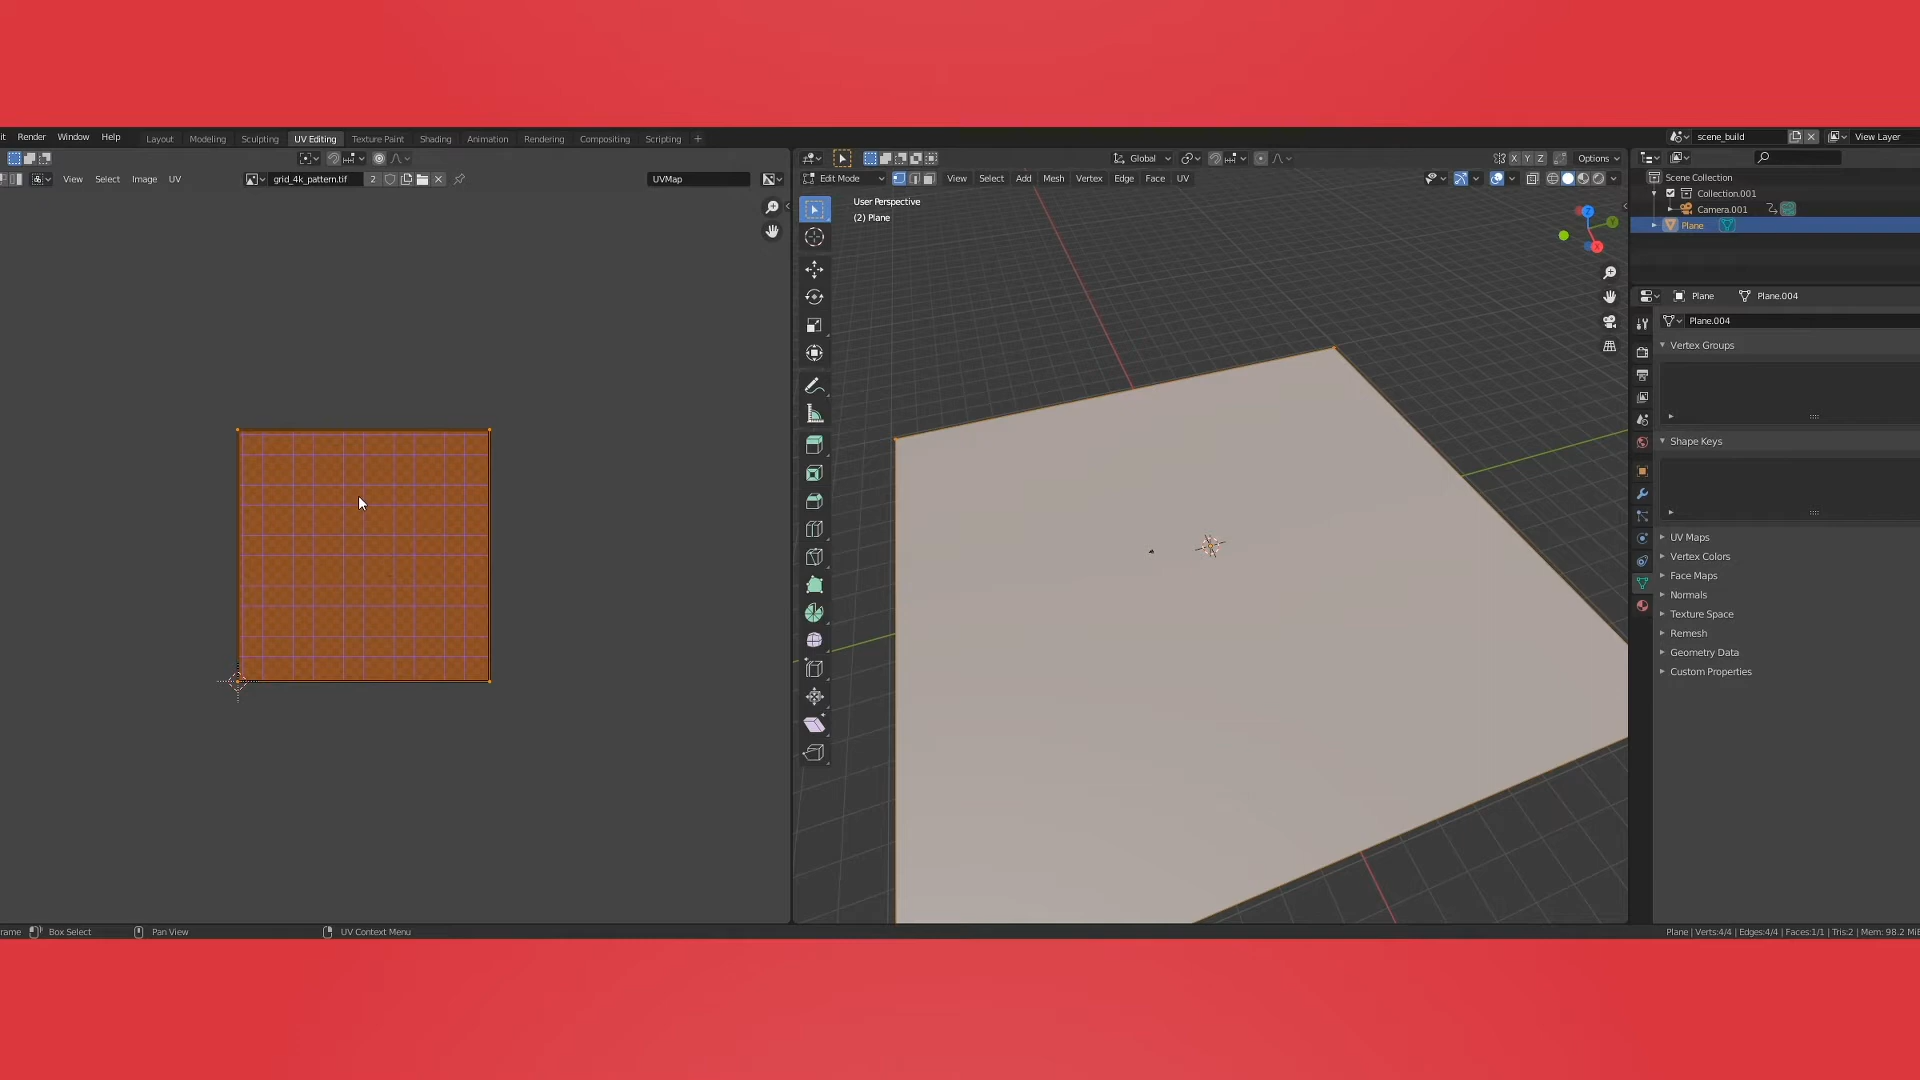 it Render Window Help Layout Modeling Sculpting UV Editing Texture Paint Shading Animation Rendering Compositing Scripting + scene_build View Layer
Global X Y Z Options
View Select Image UV grid_4k_pattern.tif 2 UVMap Edit Mode View Select Add Mesh Vertex Edge Face UV
User Perspective
(2) Plane
Z
Y
X
Scene Collection
Collection.001
Camera.001
Plane
Plane Plane.004
Plane.004
Vertex Groups
Shape Keys
UV Maps
Vertex Colors
Face Maps
Normals
Texture Space
Remesh
Geometry Data
Custom Properties
rame Box Select Pan View UV Context Menu Plane | Verts:4/4 | Edges:4/4 | Faces:1/1 | Tris:2 | Mem: 98.2 MiB